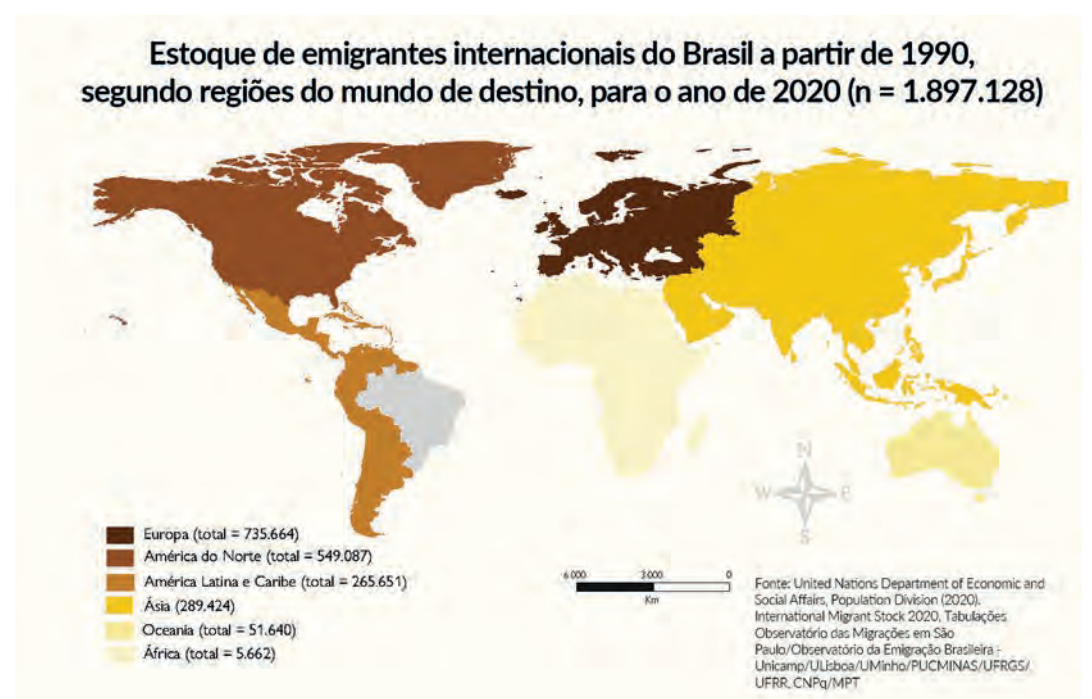 Estoque de emigrantes internacionais do Brasil a partir de 1990,
segundo regiões do mundo de destino, para o ano de 2020 (n = 1.897.128)
N
W E
S
Europa (total = 735.664)
América do Norte (total = 549.087)
América Latina e Caribe (total = 265.651)
Ásia (289.424)
Oceania (total = 51.640)
África (total = 5.662)
6 000 3 000 0
Km
Fonte: United Nations Department of Economic and
Social Affairs, Population Division (2020).
International Migrant Stock 2020, Tabulações
Observatório das Migrações em São
Paulo/Observatório da Emigração Brasileira -
Unicamp/ULisboa/UMinho/PUCMINAS/UFRGS/
UFRR, CNPq/MPT